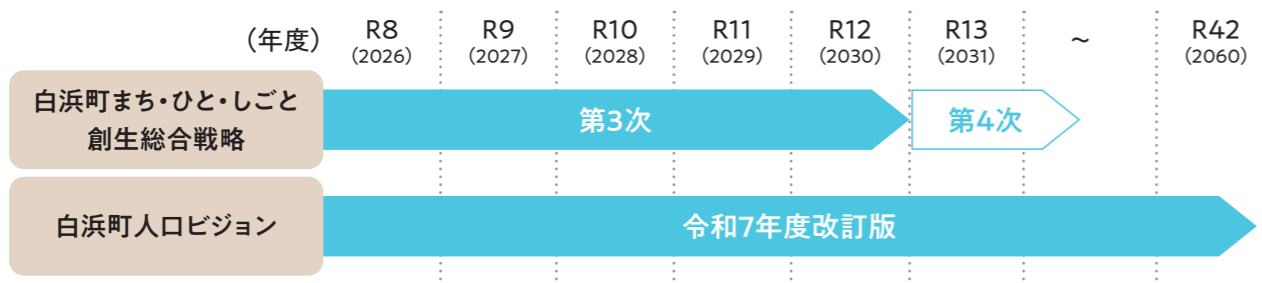 （年度） R8 R9 R10 R11 R12 R13 ～ R42
(2026) (2027) (2028) (2029) (2030) (2031) (2060)
白浜町まち・ひと・しごと
創生総合戦略
第3次
第4次
白浜町人口ビジョン
令和7年度改訂版